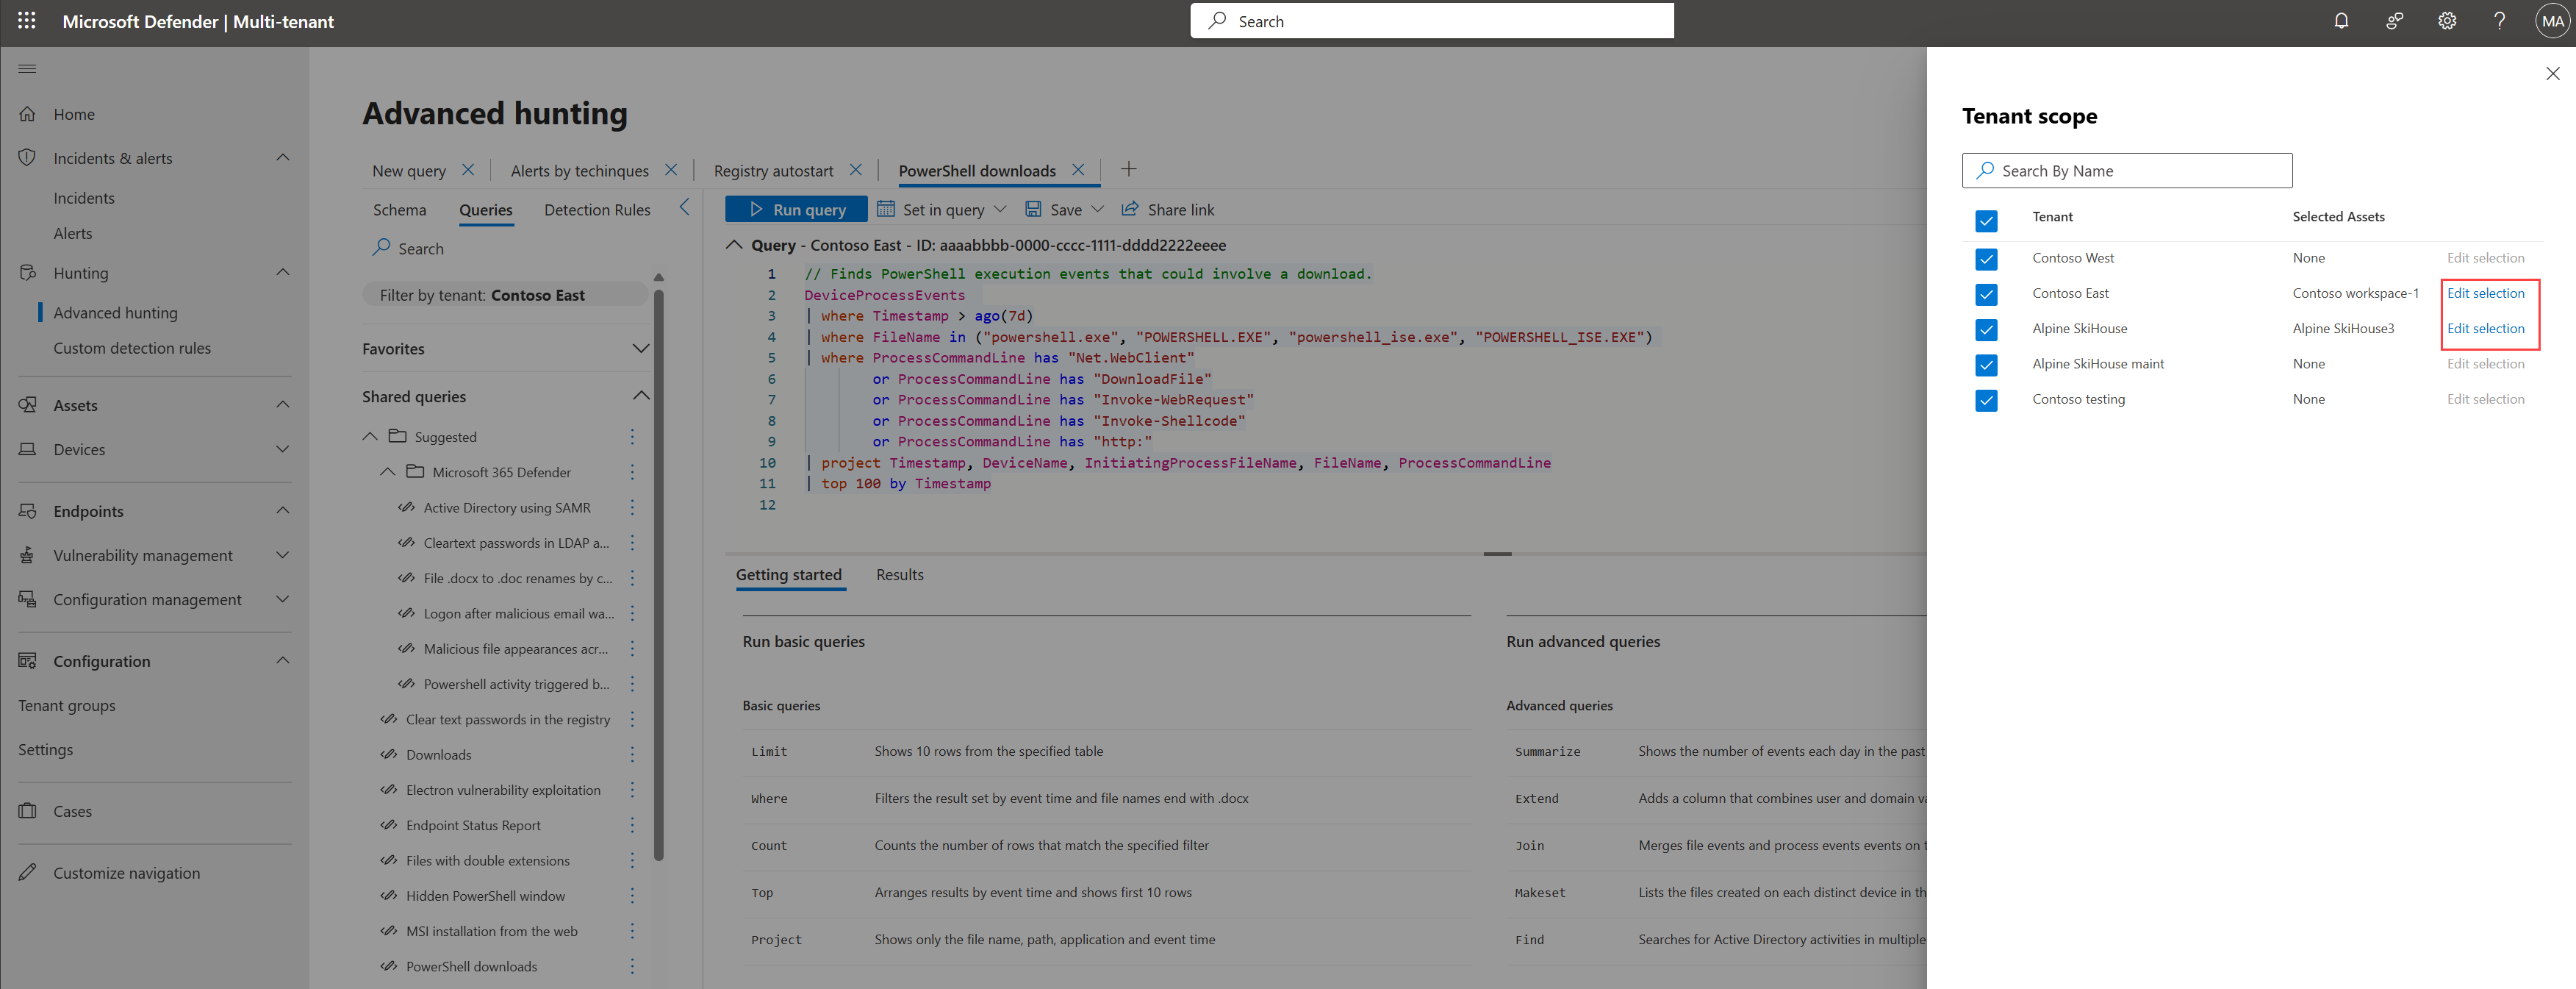 Microsoft Defender | Multi-tenant
Search
MA
Home
Incidents & alerts
Incidents
Alerts
Hunting
Advanced hunting
Custom detection rules
Assets
Devices
Endpoints
Vulnerability management
Configuration management
Configuration
Tenant groups
Settings
Cases
Customize navigation
Advanced hunting
New query
Alerts by techinques
Registry autostart
PowerShell downloads
Schema
Queries
Detection Rules
Search
Filter by tenant: Contoso East
Favorites
Shared queries
Suggested
Microsoft 365 Defender
Active Directory using SAMR
Cleartext passwords in LDAP a...
File .docx to .doc renames by c...
Logon after malicious email wa...
Malicious file appearances acr...
Powershell activity triggered b...
Clear text passwords in the registry
Downloads
Electron vulnerability exploitation
Endpoint Status Report
Files with double extensions
Hidden PowerShell window
MSI installation from the web
PowerShell downloads
Run query
Set in query
Save
Share link
Query - Contoso East - ID: aaaabbbb-0000-cccc-1111-dddd2222eeee
1 // Finds PowerShell execution events that could involve a download.
2 DeviceProcessEvents
3 | where Timestamp > ago(7d)
4 | where FileName in ("powershell.exe", "POWERSHELL.EXE", "powershell_ise.exe", "POWERSHELL_ISE.EXE")
5 | where ProcessCommandLine has "Net.WebClient"
6 or ProcessCommandLine has "DownloadFile"
7 or ProcessCommandLine has "Invoke-WebRequest"
8 or ProcessCommandLine has "Invoke-Shellcode"
9 or ProcessCommandLine has "http:"
10 | project Timestamp, DeviceName, InitiatingProcessFileName, FileName, ProcessCommandLine
11 | top 100 by Timestamp
12
Getting started
Results
Run basic queries
Basic queries
Limit Shows 10 rows from the specified table
Where Filters the result set by event time and file names end with .docx
Count Counts the number of rows that match the specified filter
Top Arranges results by event time and shows first 10 rows
Project Shows only the file name, path, application and event time
Run advanced queries
Advanced queries
Summarize Shows the number of events each day in the past
Extend Adds a column that combines user and domain
Join Merges file events and process events events on
Makeset Lists the files created on each distinct device in
Find Searches for Active Directory activities in multiple
Tenant scope
Search By Name
Tenant Selected Assets
Contoso West None Edit selection
Contoso East Contoso workspace-1 Edit selection
Alpine SkiHouse Alpine SkiHouse3 Edit selection
Alpine SkiHouse maint None Edit selection
Contoso testing None Edit selection